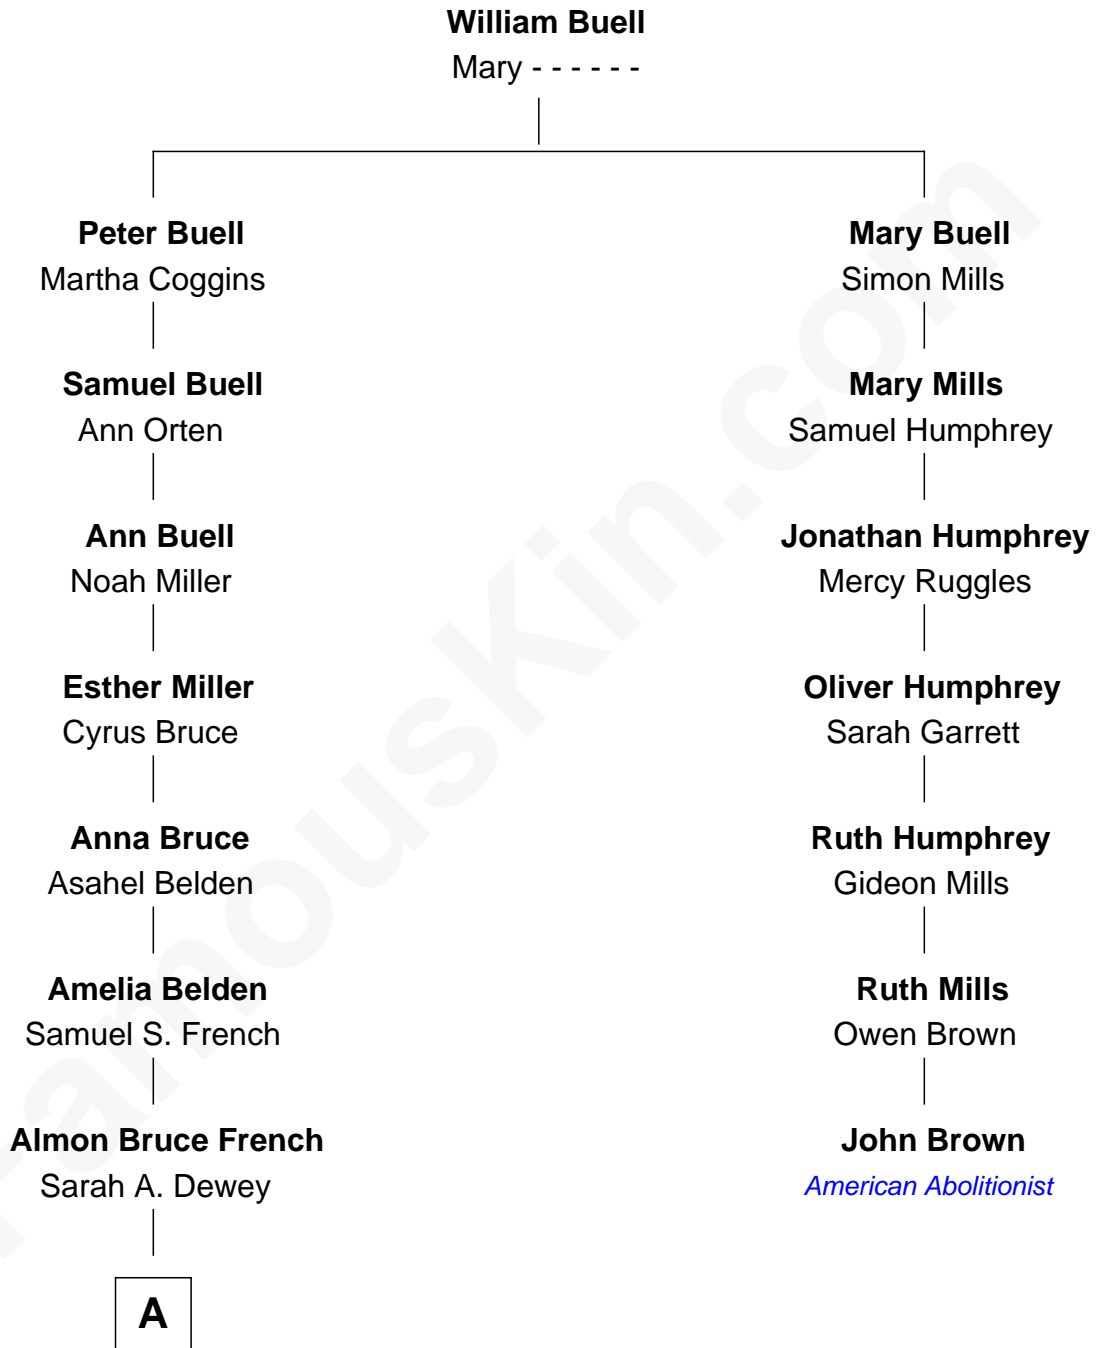 William Buell
Mary - - - - - -
Peter Buell
Martha Coggins
Mary Buell
Simon Mills
Samuel Buell
Ann Orten
Mary Mills
Samuel Humphrey
Ann Buell
Noah Miller
Jonathan Humphrey
Mercy Ruggles
Esther Miller
Cyrus Bruce
Oliver Humphrey
Sarah Garrett
Anna Bruce
Asahel Belden
Ruth Humphrey
Gideon Mills
Amelia Belden
Samuel S. French
Ruth Mills
Owen Brown
Almon Bruce French
Sarah A. Dewey
John Brown
American Abolitionist
A
FamousKin.com